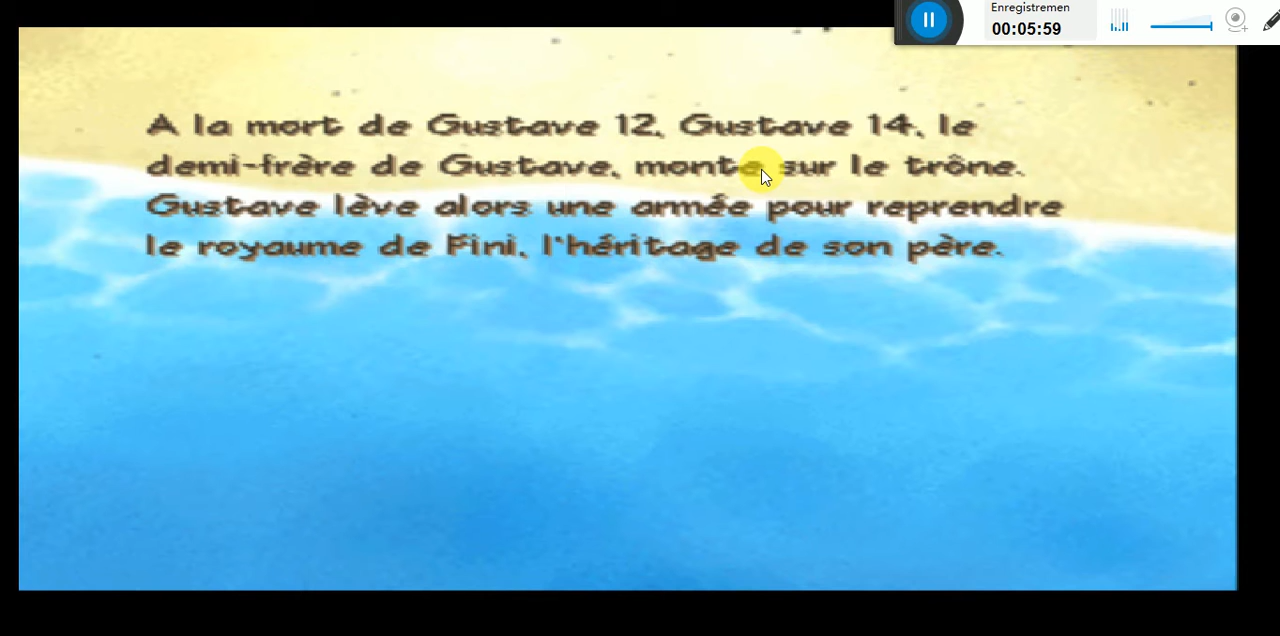 Enregistremen
00:05:59
A la mort de Gustave 12, Gustave 14, le
demi-frère de Gustave, monte sur le trône.
Gustave lève alors une armée pour reprendre
le royaume de Fini, l'héritage de son père.